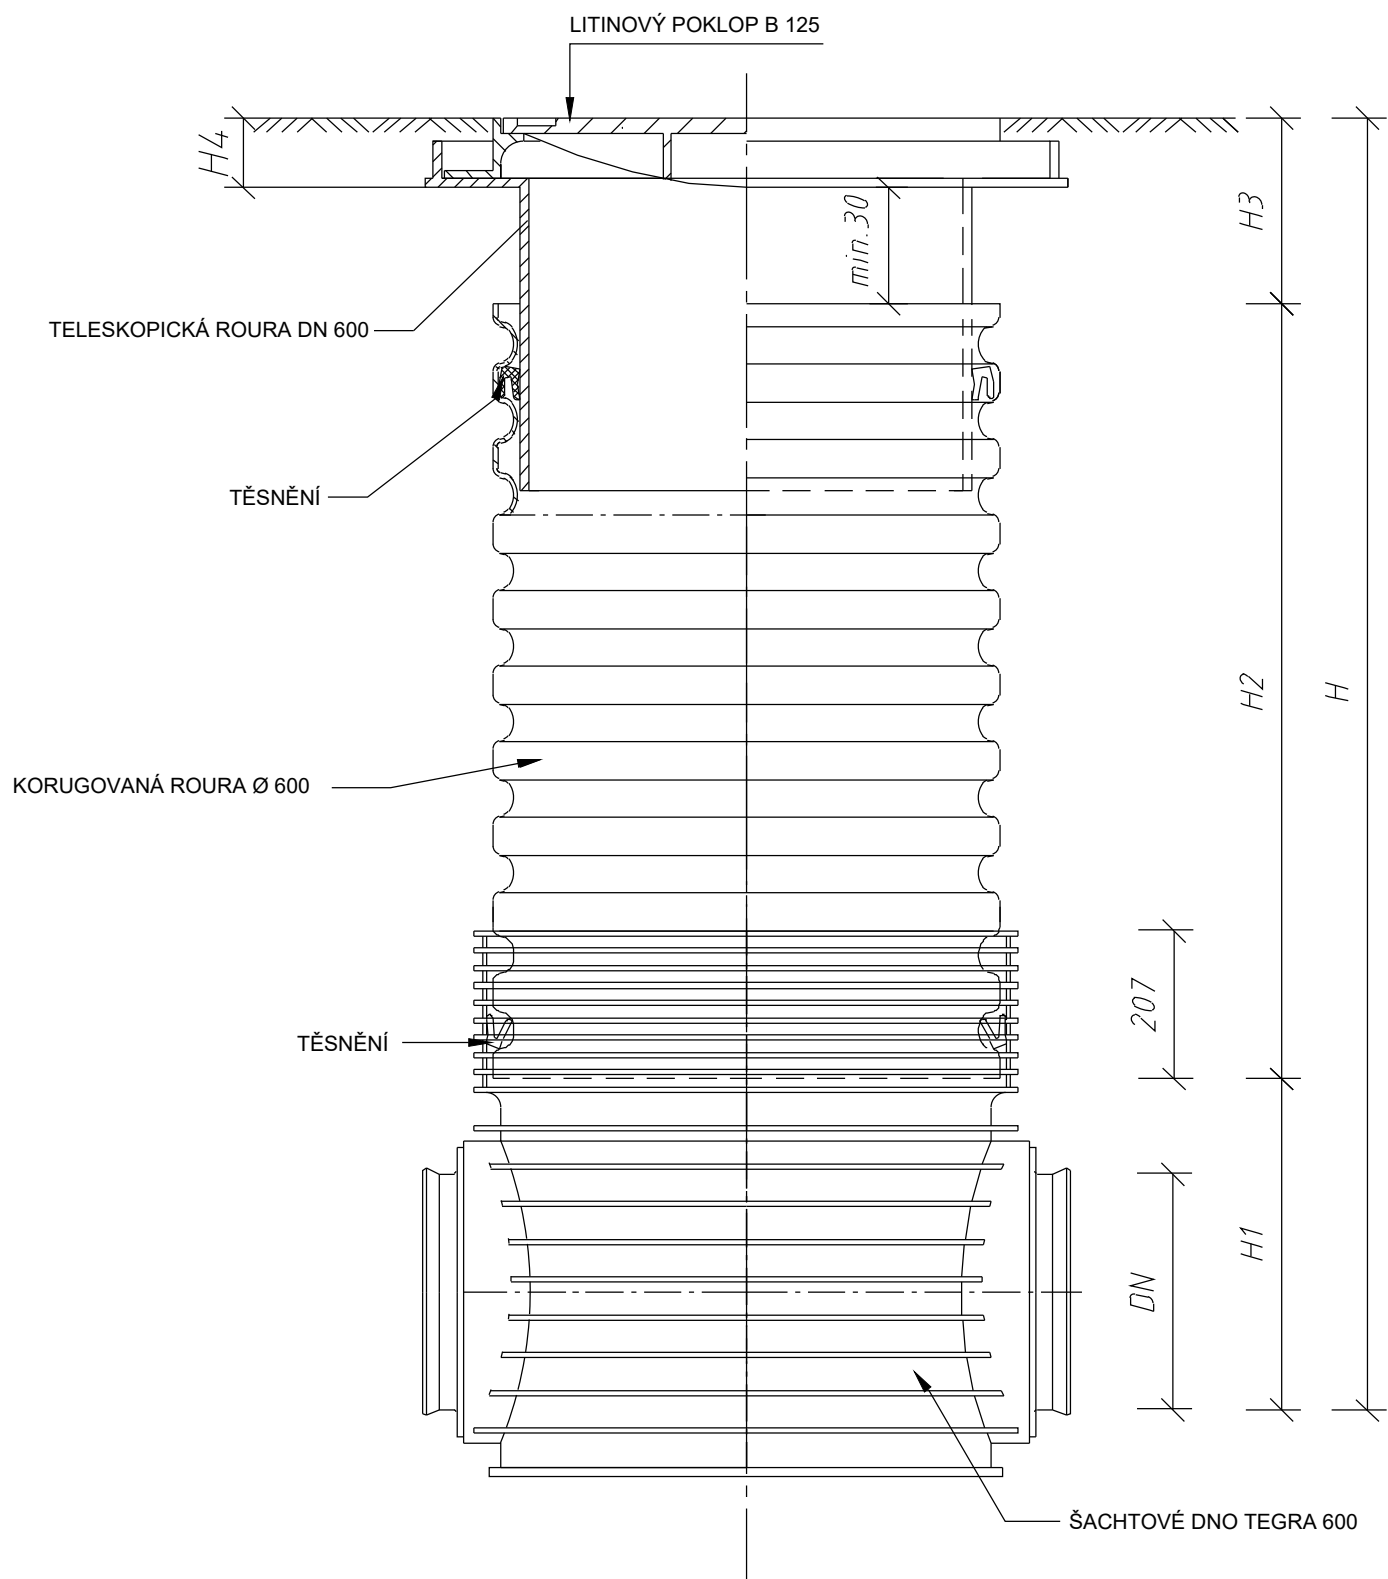 LITINOVÝ POKLOP B 125
H4
H3
min.30
TELESKOPICKÁ ROURA DN 600
TĚSNĚNÍ
H2
H
KORUGOVANÁ ROURA Ø 600
207
TĚSNĚNÍ
H1
DN
ŠACHTOVÉ DNO TEGRA 600